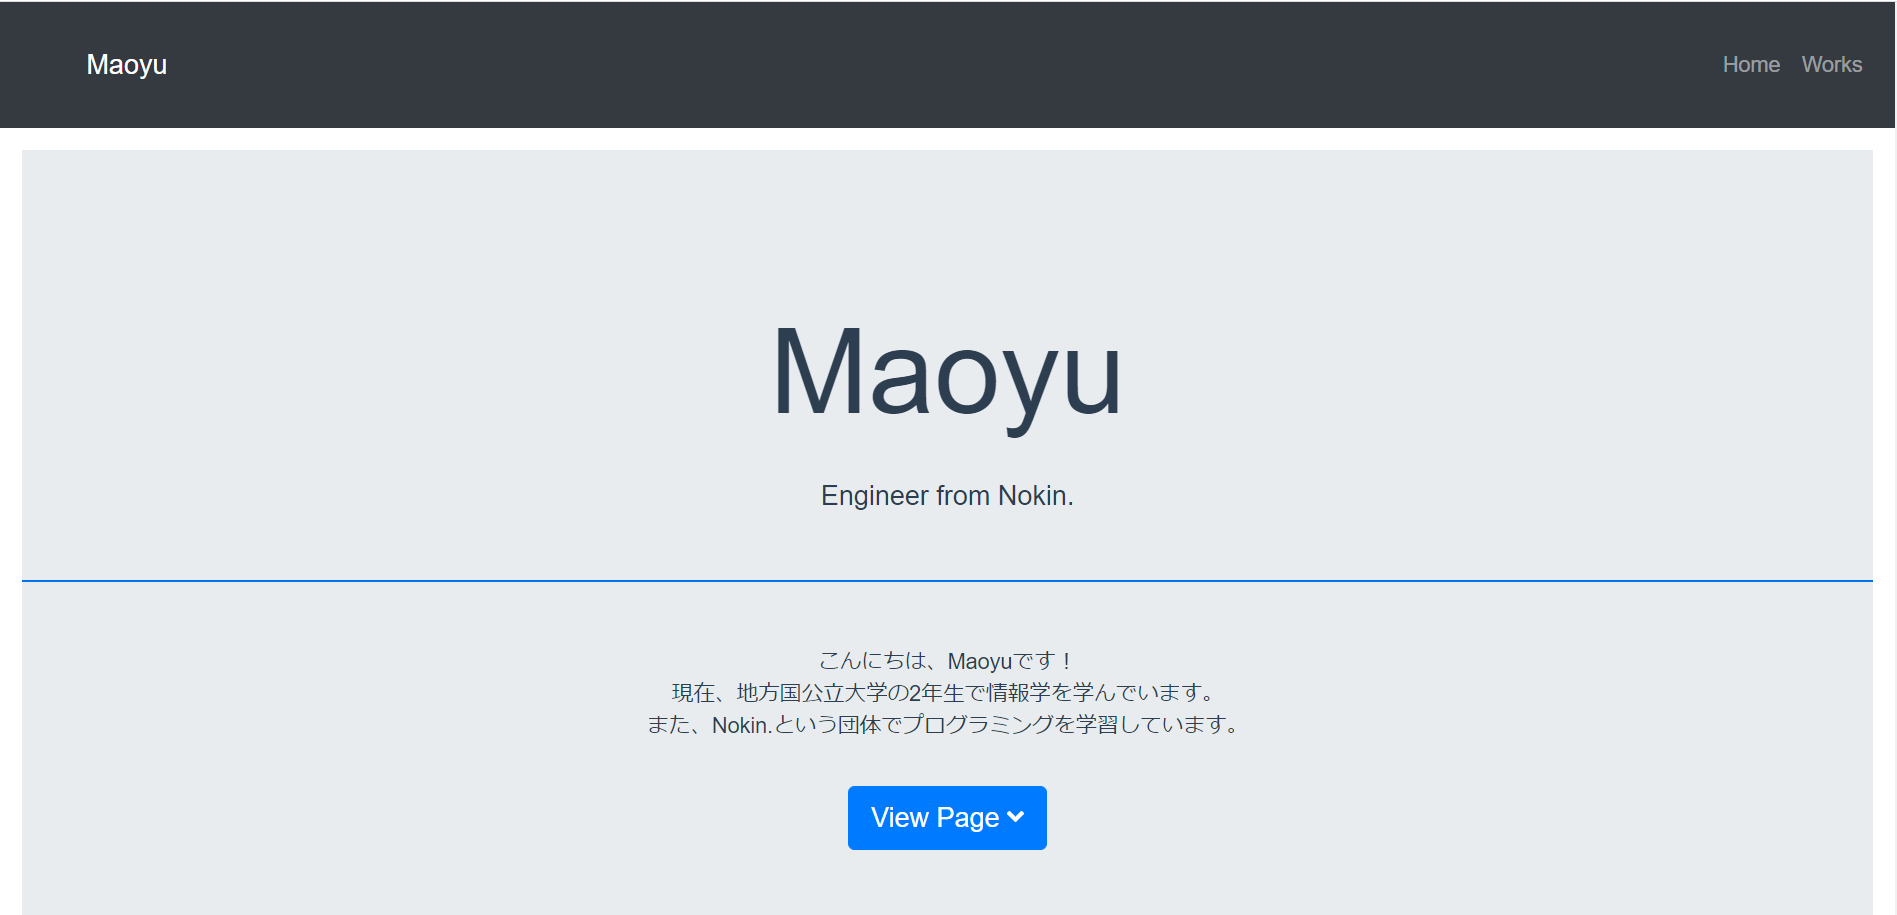 Maoyu
Home
Works
Maoyu
Engineer from Nokin.
こんにちは、Maoyuです！
現在、地方国公立大学の2年生で情報学を学んでいます。
また、Nokin.という団体でプログラミングを学習しています。
View Page